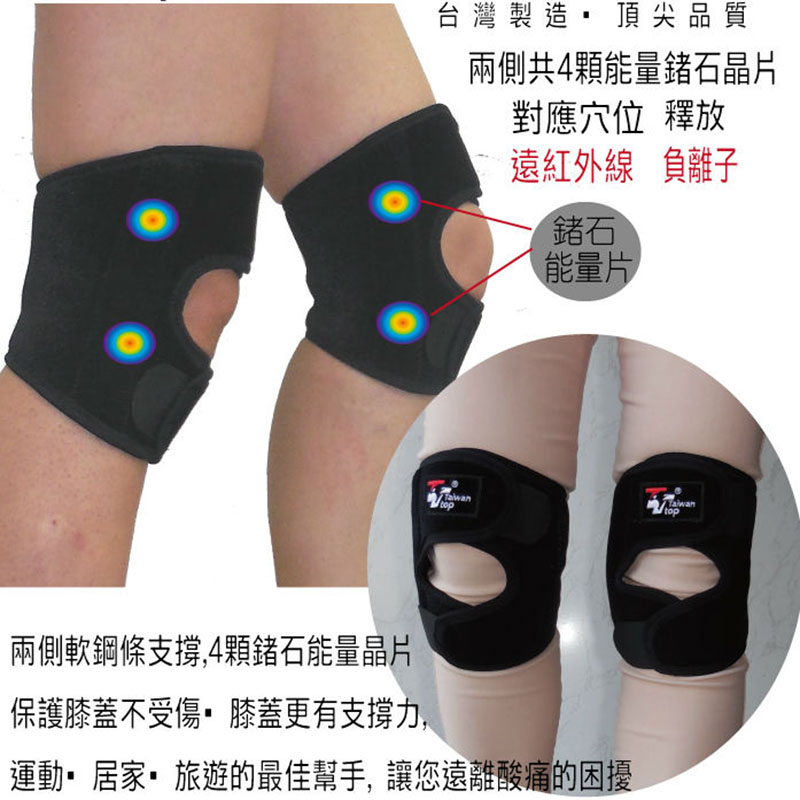 台灣製造▪頂尖品質
兩側共4顆能量鍺石晶片
對應穴位 釋放
遠紅外線 負離子
鍺石
能量片
Taiwan
top
®
Taiwan
top
®
兩側軟鋼條支撐,4顆鍺石能量晶片
保護膝蓋不受傷▪膝蓋更有支撐力,
運動▪居家▪旅遊的最佳幫手, 讓您遠離酸痛的困擾